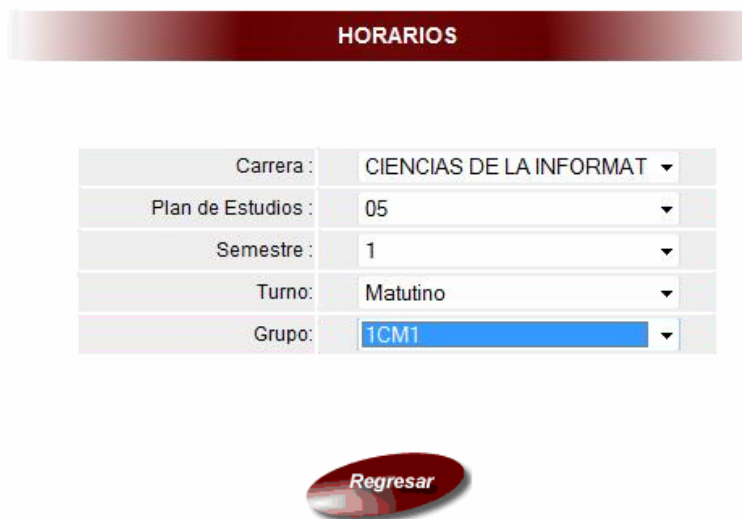 HORARIOS
Carrera : CIENCIAS DE LA INFORMAT
Plan de Estudios : 05
Semestre : 1
Turno: Matutino
Grupo: 1CM1
Regresar